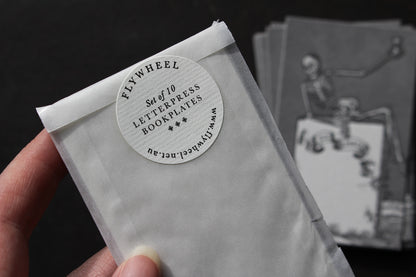 FLYWHEEL
Set of 10
LETTERPRESS
BOOKPLATES
www.flywheel.net.au